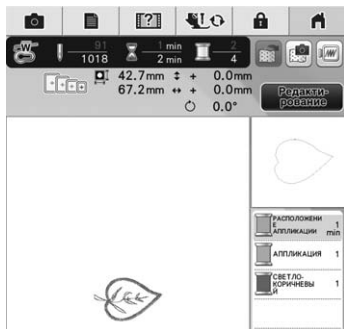 [?]
W 91 1 min 2
1018 2 min 4
42.7mm + 0.0mm
67.2mm + 0.0mm
0.0°
Редакти-
рование
РАСПОЛОЖЕНИ
Е
АППЛИКАЦИИ 1
min
АППЛИКАЦИЯ 1
СВЕТЛО-
КОРИЧНЕВЫ
Й 1